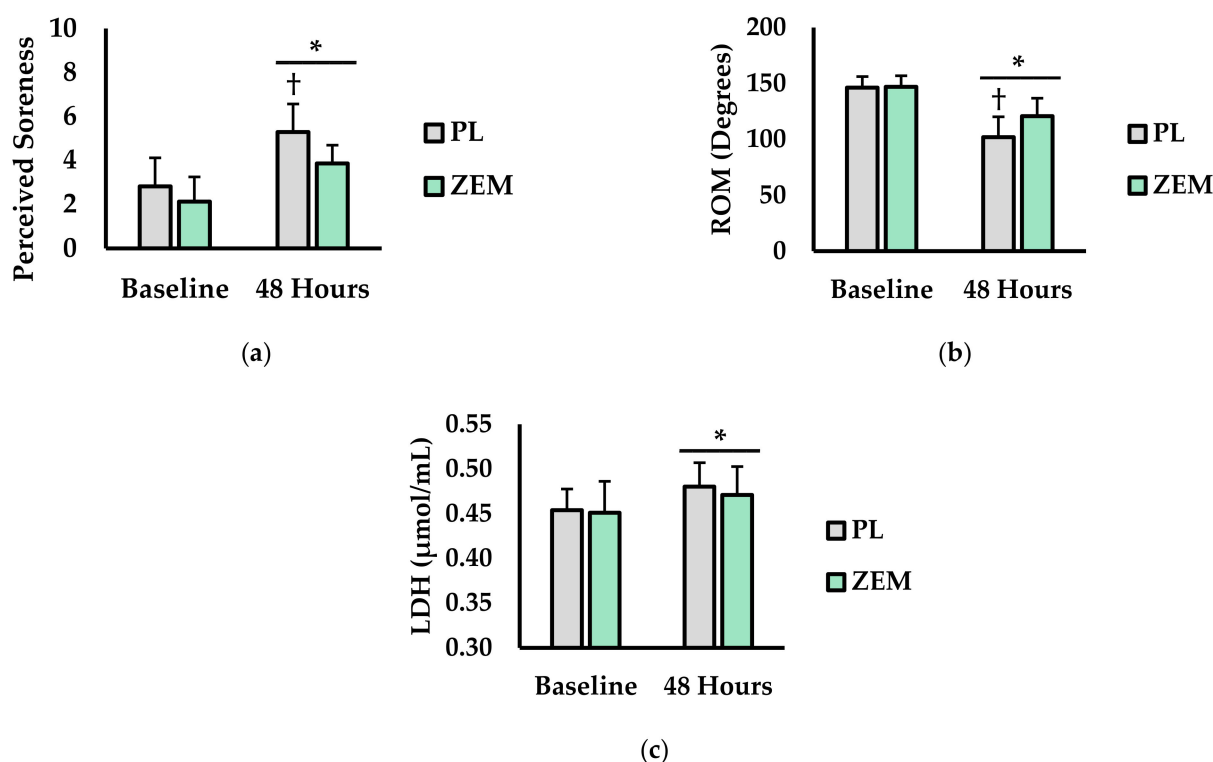 Perceived Soreness
10
8
6
4
2
0
*
†
Baseline
48 Hours
PL
ZEM
(a)
ROM (Degrees)
200
150
100
50
0
*
†
Baseline
48 Hours
PL
ZEM
(b)
LDH (μmol/mL)
0.55
0.50
0.45
0.40
0.35
0.30
*
Baseline
48 Hours
PL
ZEM
(c)